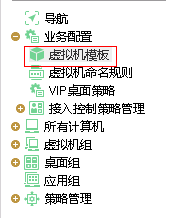 导航
业务配置
虚拟机模板
虚拟机命名规则
VIP桌面策略
接入控制策略管理
所有计算机
虚拟机组
桌面组
应用组
策略管理